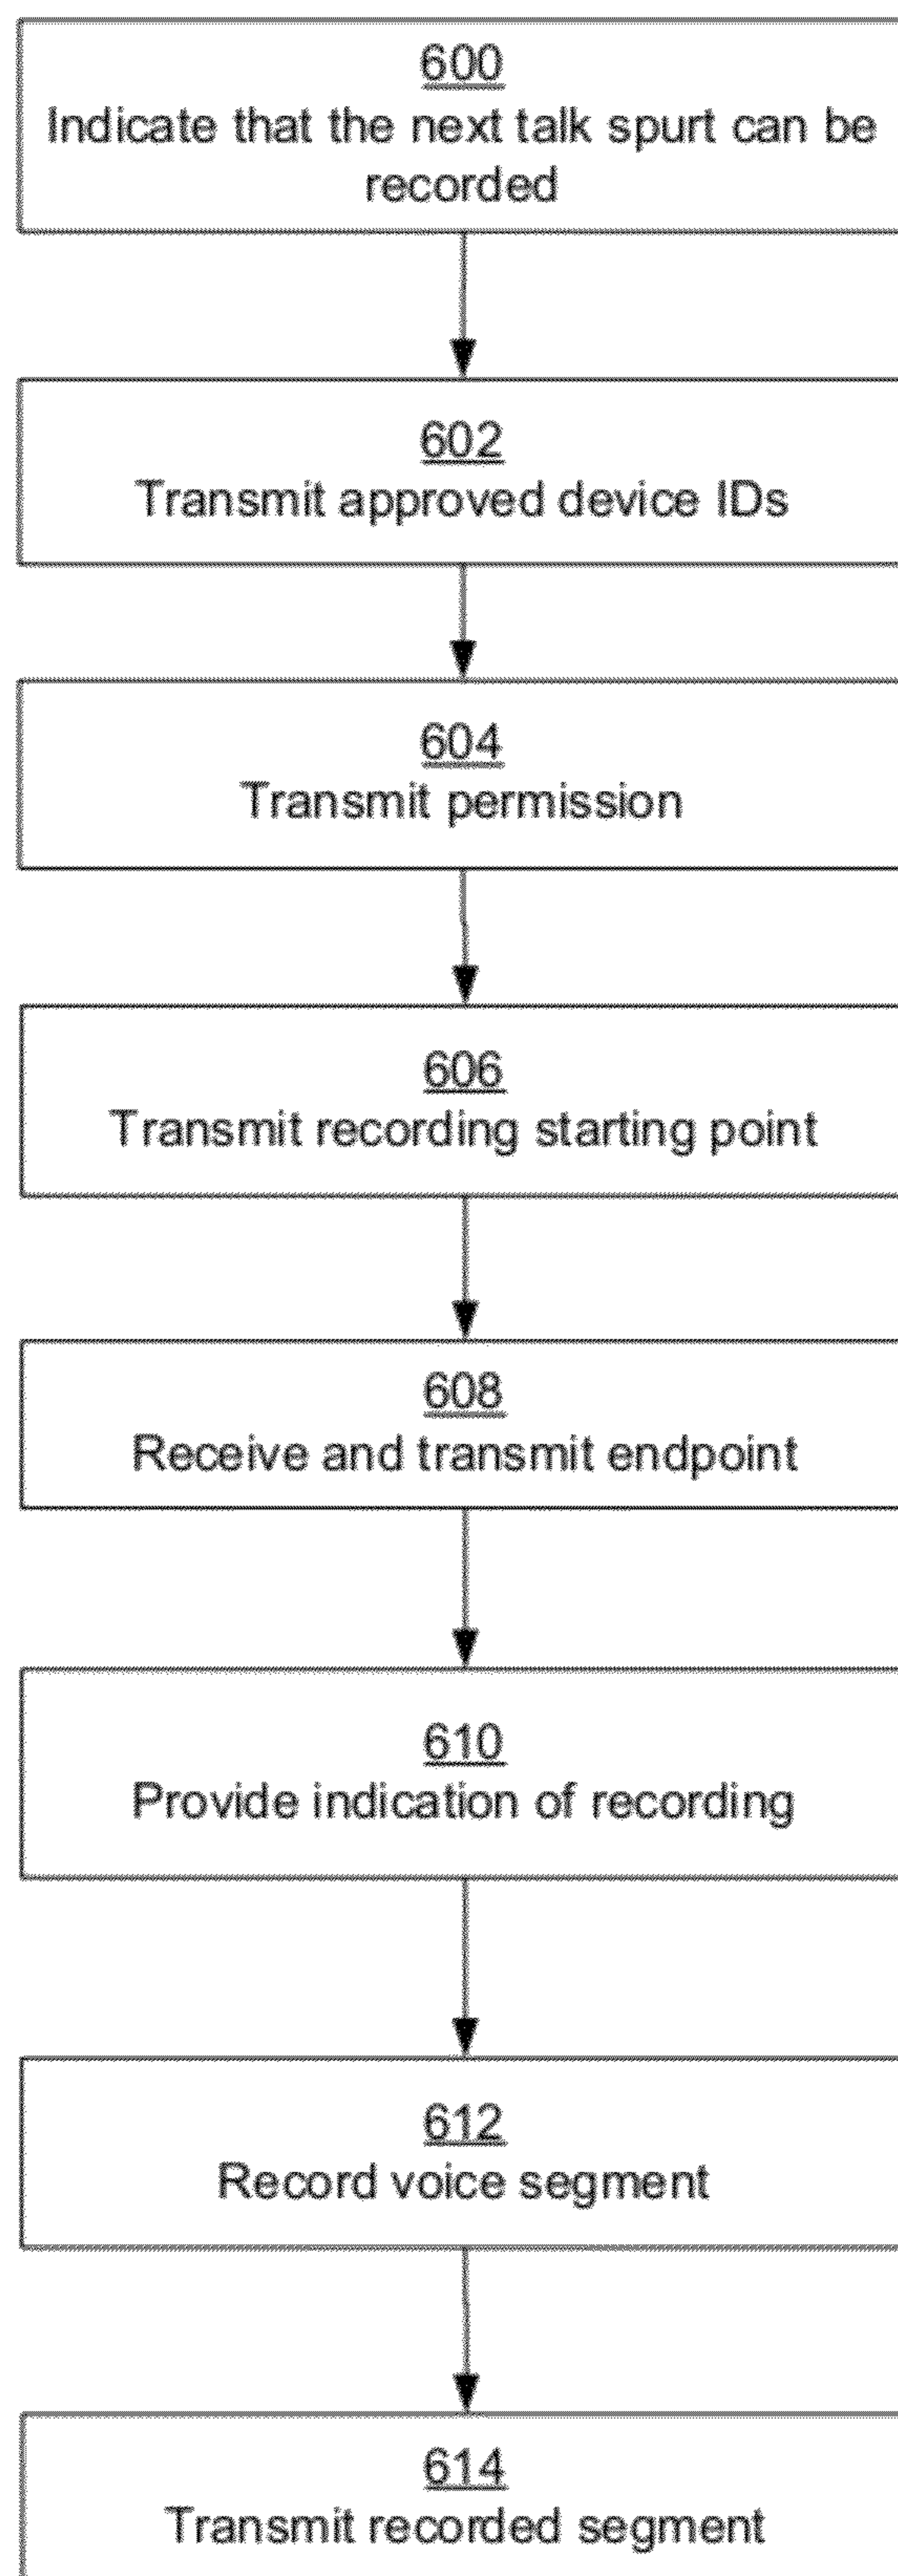 600
Indicate that the next talk spurt can be
recorded
602
Transmit approved device IDs
604
Transmit permission
606
Transmit recording starting point
608
Receive and transmit endpoint
610
Provide indication of recording
612
Record voice segment
614
Transmit recorded segment